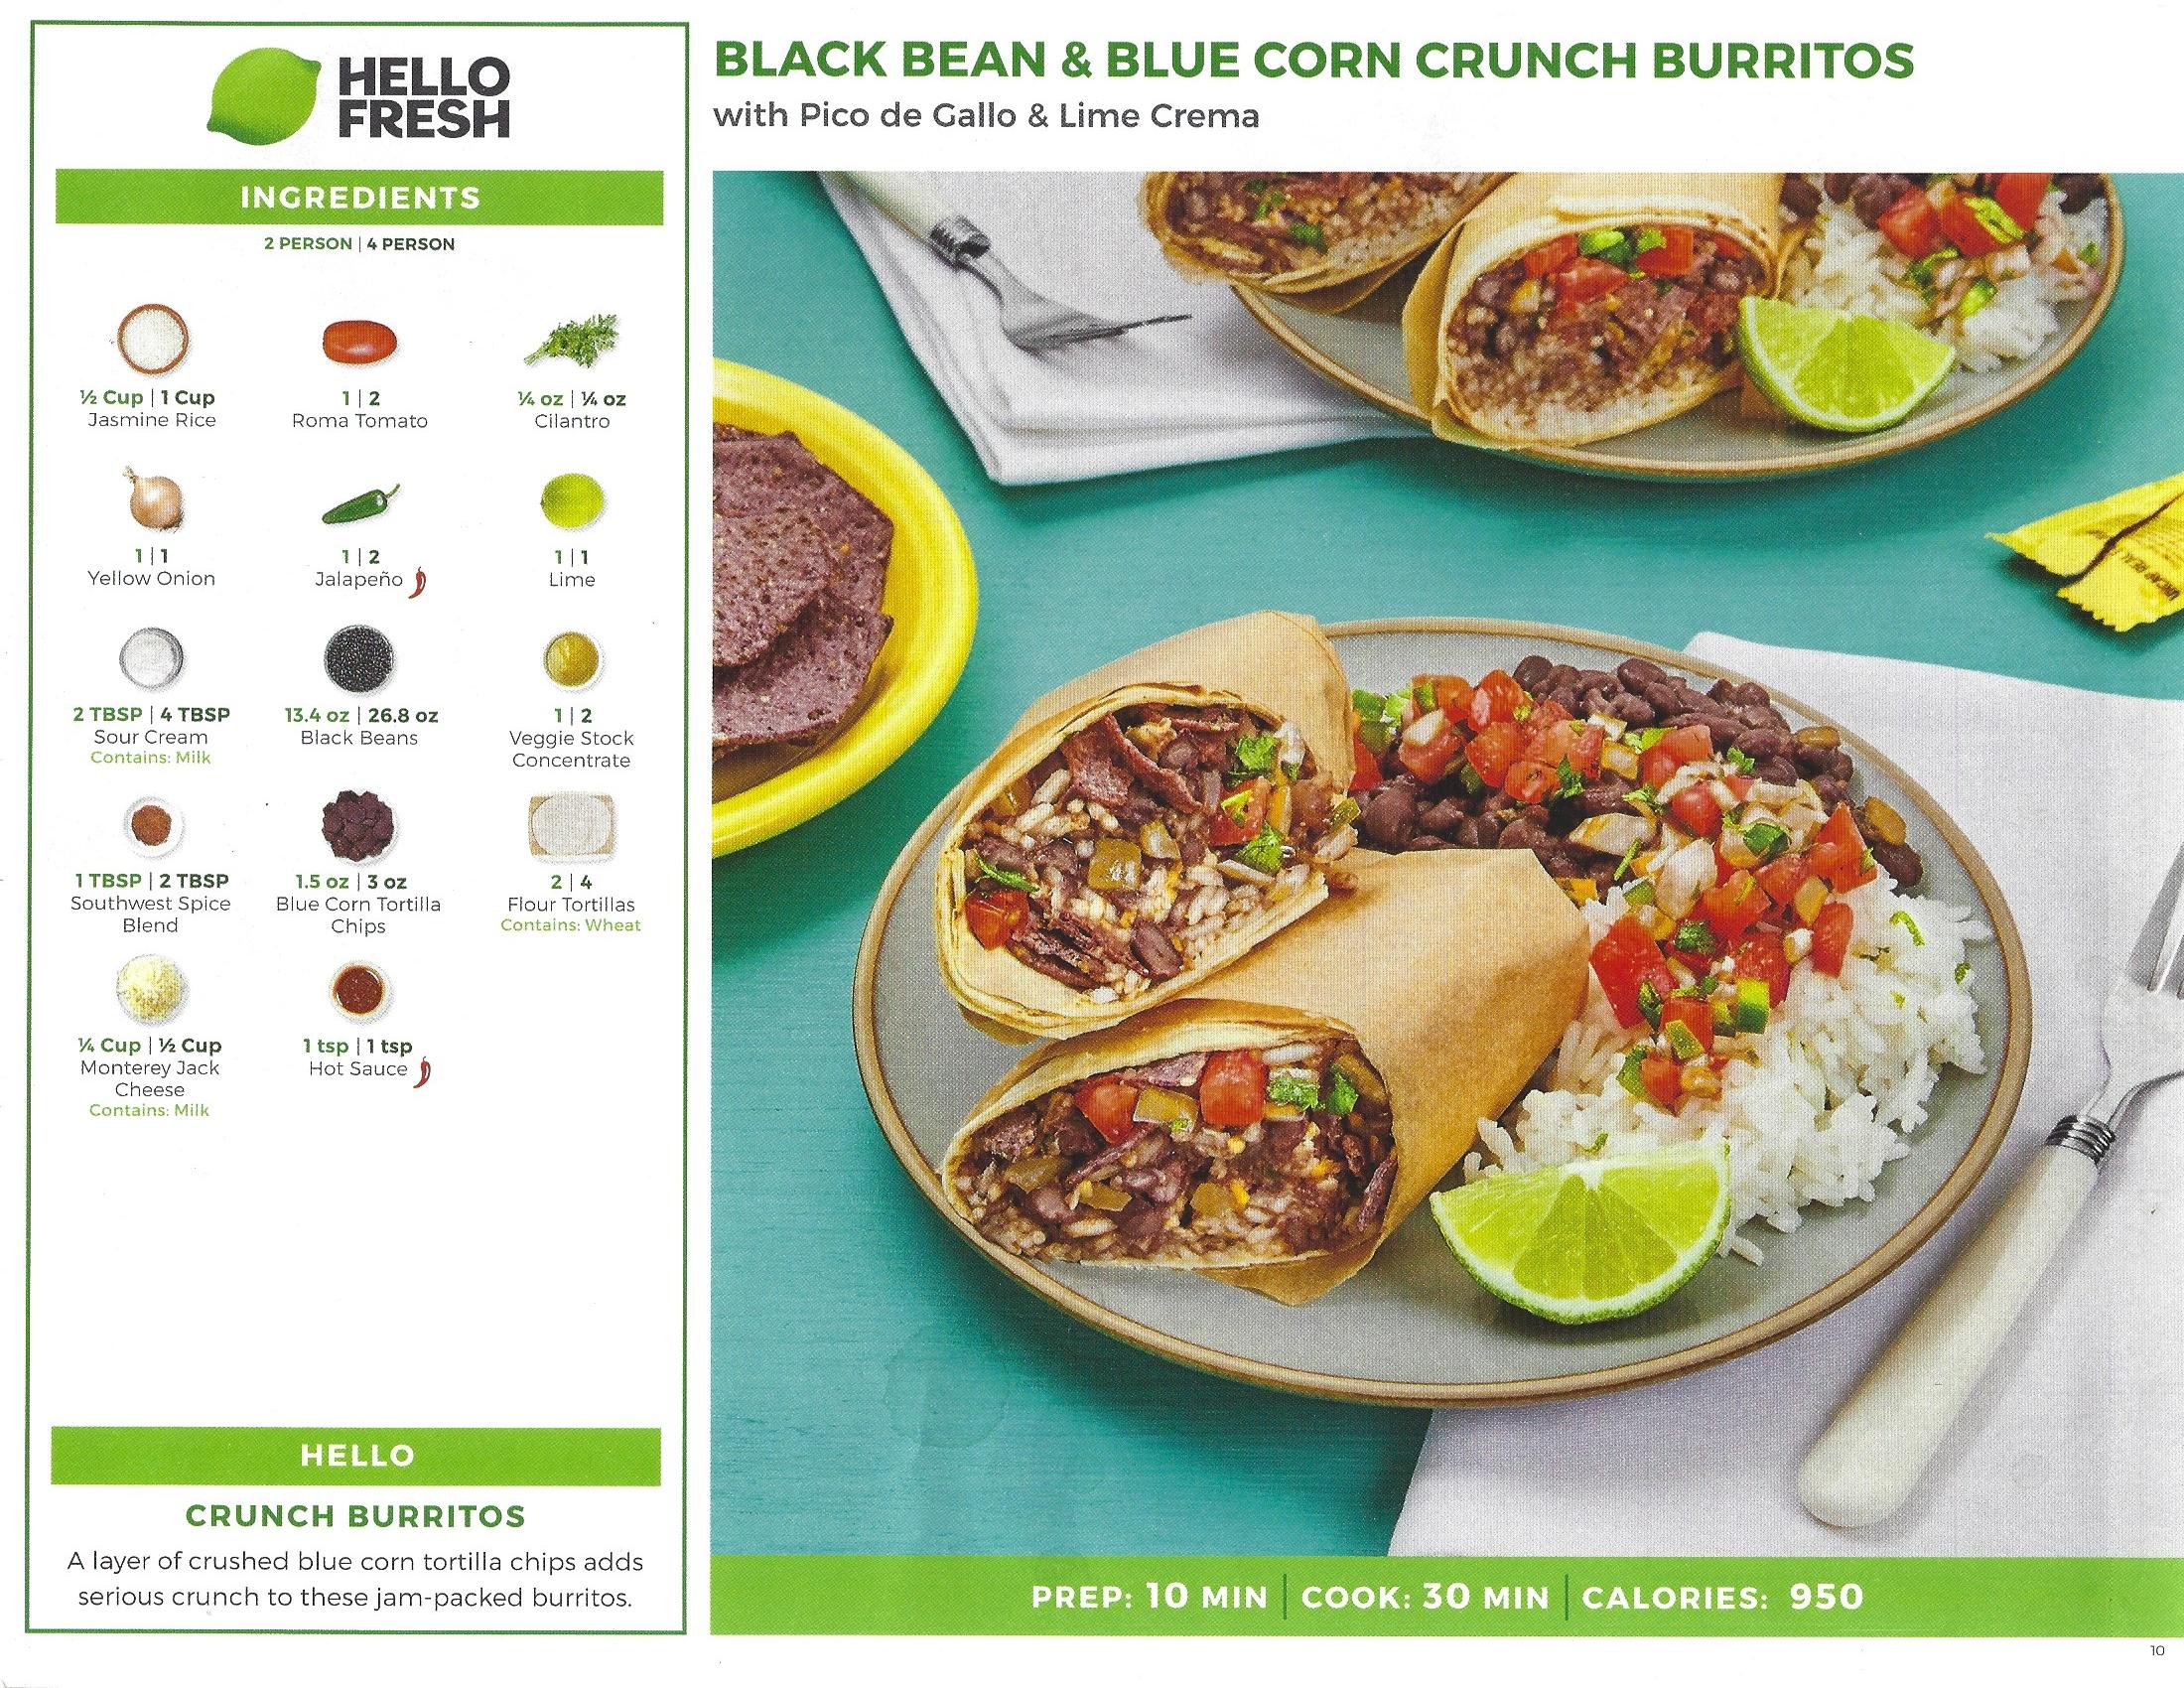 HELLO
FRESH
INGREDIENTS
2 PERSON | 4 PERSON
½ Cup | 1 Cup
Jasmine Rice
1 | 2
Roma Tomato
¼ oz | ¼ oz
Cilantro
1 | 1
Yellow Onion
1 | 2
Jalapeño
1 | 1
Lime
2 TBSP | 4 TBSP
Sour Cream
Contains: Milk
13.4 oz | 26.8 oz
Black Beans
1 | 2
Veggie Stock
Concentrate
1 TBSP | 2 TBSP
Southwest Spice
Blend
1.5 oz | 3 oz
Blue Corn Tortilla
Chips
2 | 4
Flour Tortillas
Contains: Wheat
¼ Cup | ½ Cup
Monterey Jack
Cheese
Contains: Milk
1 tsp | 1 tsp
Hot Sauce
HELLO
CRUNCH BURRITOS
A layer of crushed blue corn tortilla chips adds
serious crunch to these jam-packed burritos.
BLACK BEAN & BLUE CORN CRUNCH BURRITOS
with Pico de Gallo & Lime Crema
PREP: 10 MIN | COOK: 30 MIN | CALORIES: 950
10